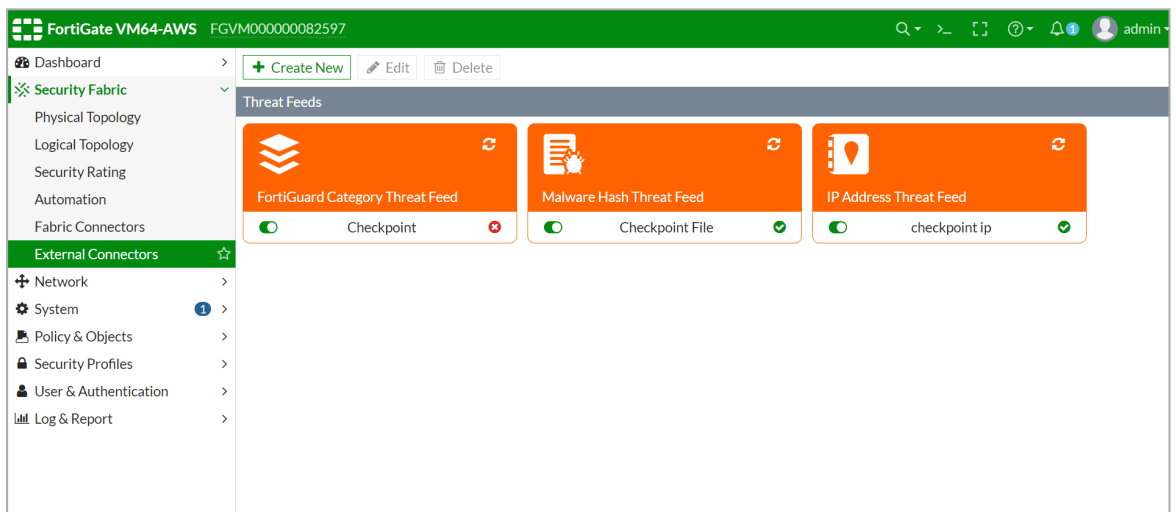 FortiGate VM64-AWS FGVM000000082597
>_
1
admin
Dashboard
Security Fabric
Physical Topology
Logical Topology
Security Rating
Automation
Fabric Connectors
External Connectors
Network
System 1
Policy & Objects
Security Profiles
User & Authentication
Log & Report
+ Create New Edit Delete
Threat Feeds
FortiGuard Category Threat Feed
Checkpoint
Malware Hash Threat Feed
Checkpoint File
IP Address Threat Feed
checkpoint ip